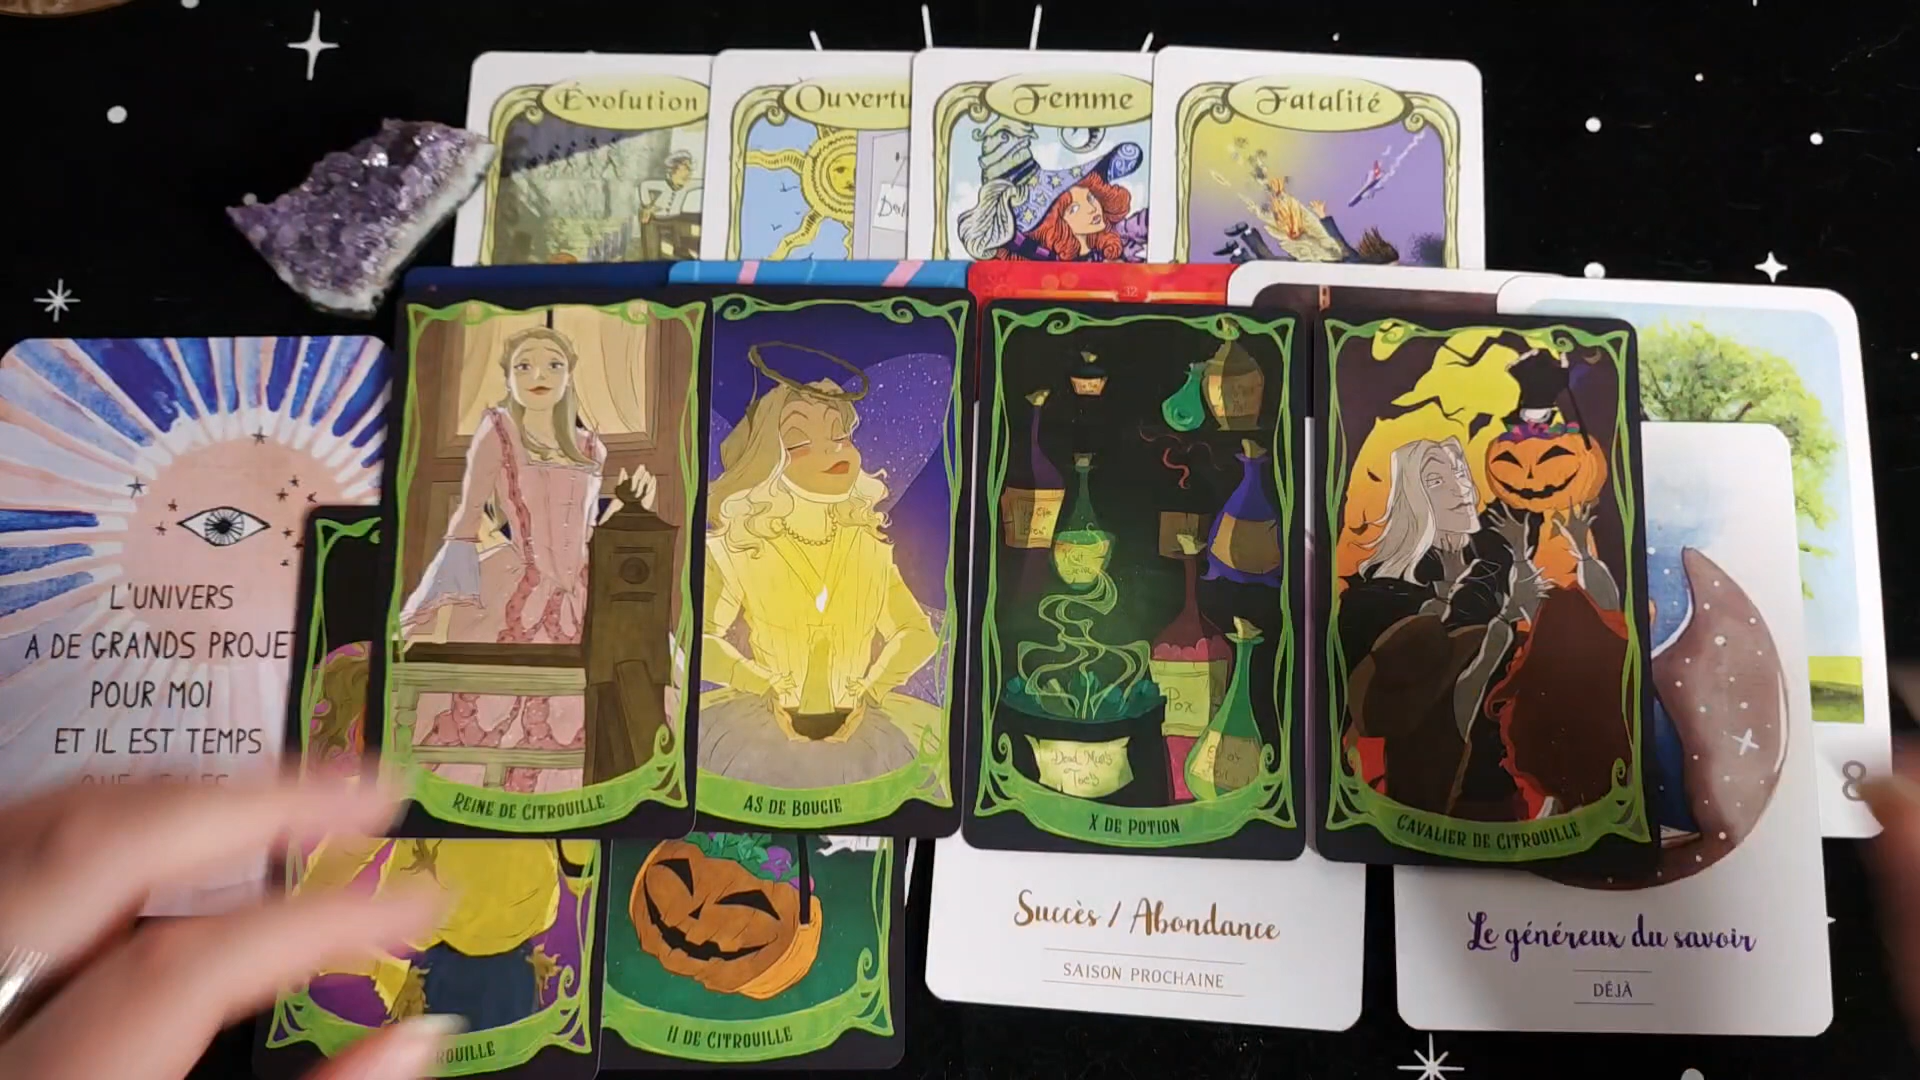 Évolution
Ouvertu
Femme
Fatalité
32
L'UNIVERS
A DE GRANDS PROJET
POUR MOI
ET IL EST TEMPS
REINE DE CITROUILLE
AS DE BOUGIE
X DE POTION
CAVALIER DE CITROUILLE
Pox
Dead Man's
Toes
8
Succès / Abondance
SAISON PROCHAINE
Le généreux du savoir
DÉJÀ
ROUILLE
II DE CITROUILLE